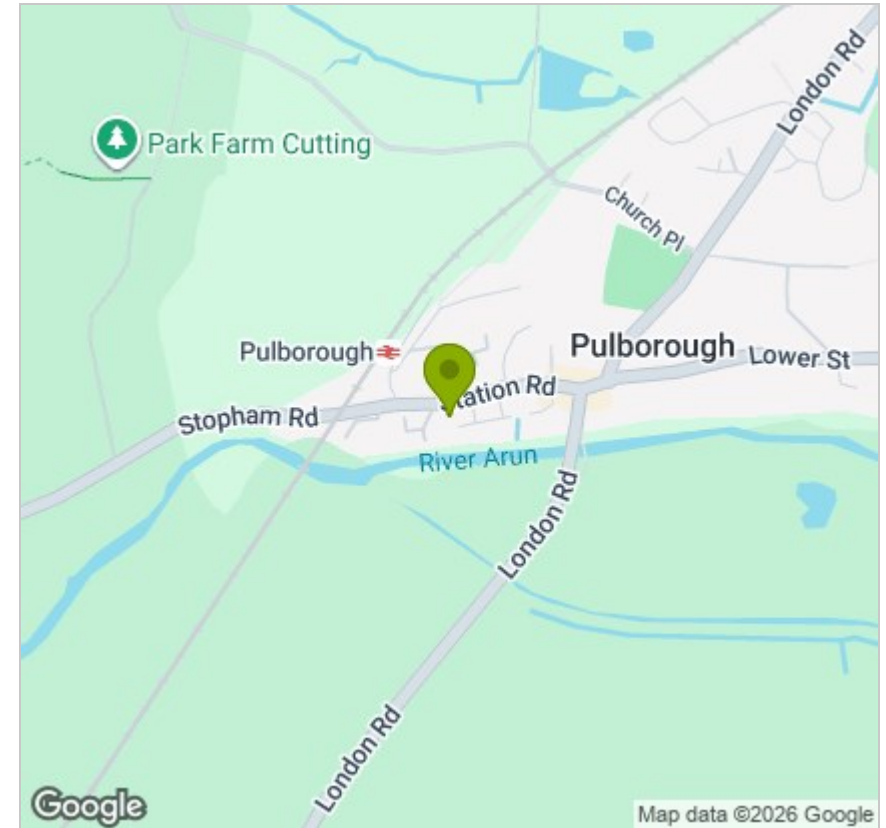 London Rd
Park Farm Cutting
Church Pl
Pulborough
Pulborough
Lower St
Station Rd
Stopham Rd
River Arun
London Rd
London Rd
Google
Map data ©2026 Google